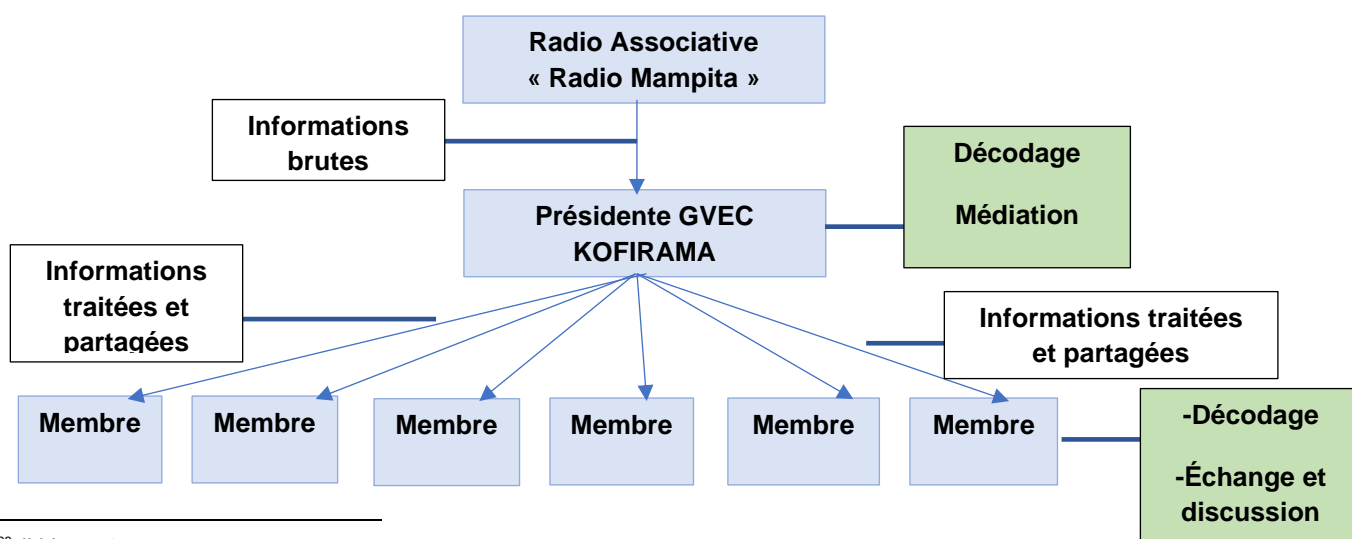 Radio Associative
« Radio Mampita »
Informations
brutes
Décodage
Médiation
Présidente GVEC
KOFIRAMA
Informations
traitées et
partagées
Informations traitées
et partagées
Membre
Membre
Membre
Membre
Membre
Membre
-Décodage
-Échange et
discussion